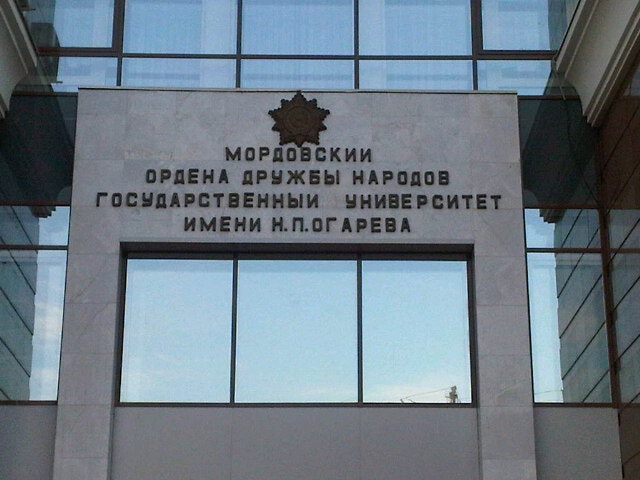 МОРДОВСКИЙ
ОРДЕНА ДРУЖБЫ НАРОДОВ
ГОСУДАРСТВЕННЫЙ УНИВЕРСИТЕТ
ИМЕНИ Н.П.ОГАРЕВА